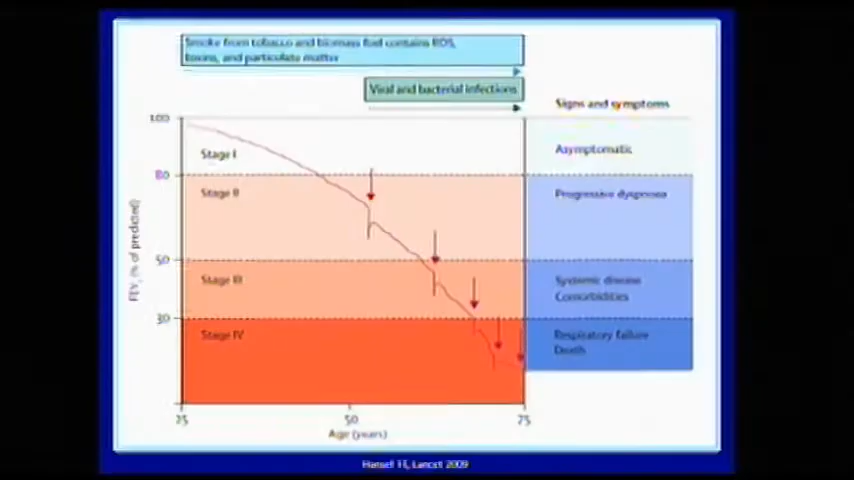 Smoke from tobacco and biomass fuel contains ROS,
toxins, and particulate matter
Viral and bacterial infections
Signs and symptoms
100
Stage I
Asymptomatic
80
Stage II
Progressive dyspnoea
FEV₁ (% of predicted)
50
Stage III
Systemic disease
Comorbidities
30
Stage IV
Respiratory failure
Death
25
50
75
Age (years)
Lancet 2009